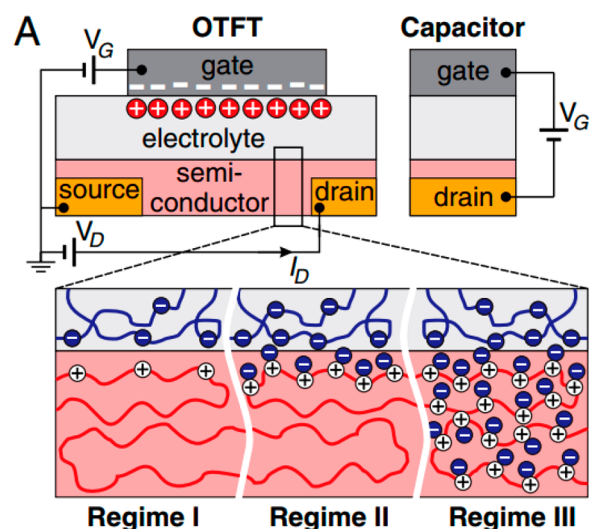 A
OTFT
Capacitor
V_G
gate
gate
electrolyte
V_G
semi-
conductor
source
drain
drain
V_D
I_D
Regime I
Regime II
Regime III